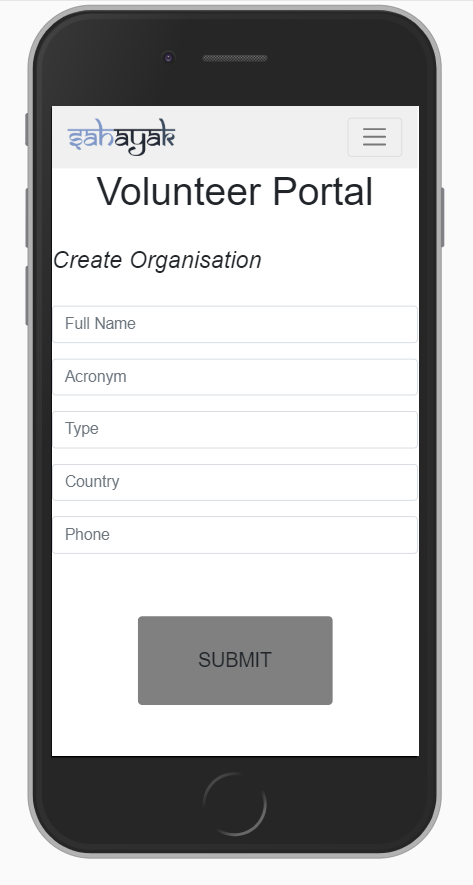 sahayak
Volunteer Portal
Create Organisation
Full Name
Acronym
Type
Country
Phone
SUBMIT